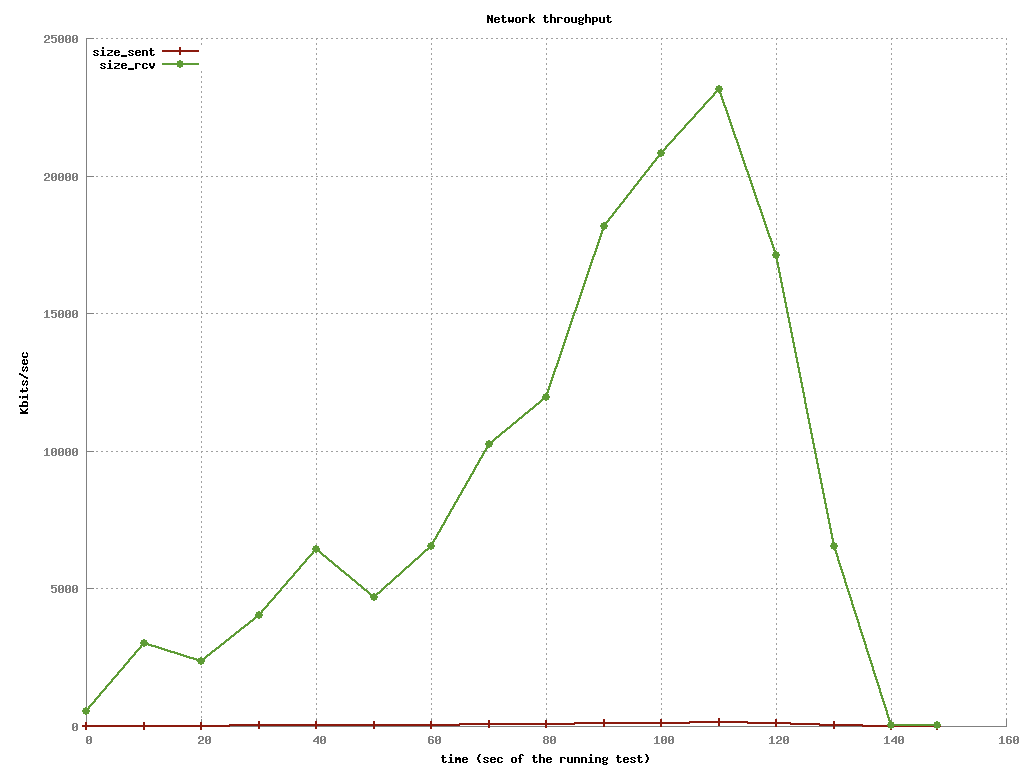 Network throughput
25000
size_sent
size_rcv
20000
15000
Kbits/sec
10000
5000
0
0 20 40 60 80 100 120 140 160
time (sec of the running test)